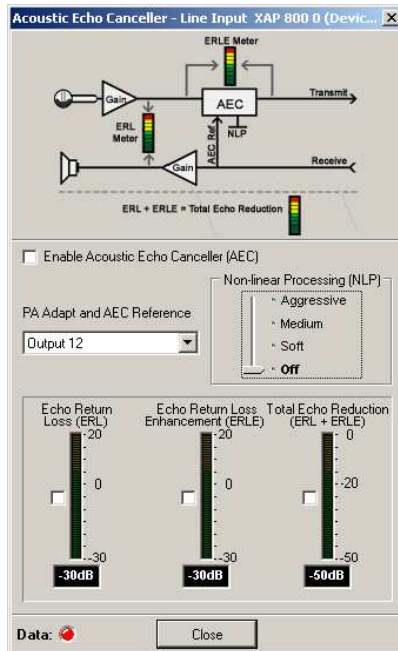 Acoustic Echo Canceller - Line Input XAP 800 0 (Devic...
ERLE Meter
Gain
AEC
Transmit
ERL
Meter
AEC Ref
NLP
Gain
Receive
ERL + ERLE = Total Echo Reduction
Enable Acoustic Echo Canceller (AEC)
Non-linear Processing (NLP)
Aggressive
Medium
Soft
Off
PA Adapt and AEC Reference
Output 12
Echo Return
Loss (ERL)
20
0
-30
-30dB
Echo Return Loss
Enhancement (ERLE)
20
0
-30
-30dB
Total Echo Reduction
(ERL + ERLE)
0
-20
-50
-50dB
Data:
Close